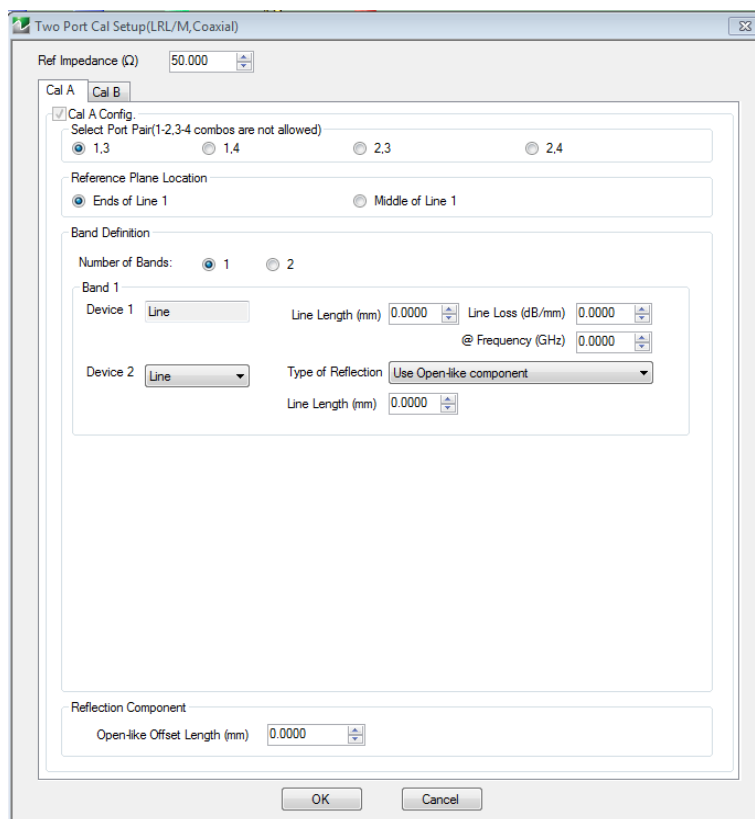 Two Port Cal Setup(LRL/M,Coaxial)
Ref Impedance (Ω) 50.000
Cal A Cal B
Cal A Config.
Select Port Pair(1-2,3-4 combos are not allowed)
1,3 1,4 2,3 2,4
Reference Plane Location
Ends of Line 1 Middle of Line 1
Band Definition
Number of Bands: 1 2
Band 1
Device 1 Line Line Length (mm) 0.0000 Line Loss (dB/mm) 0.0000
@ Frequency (GHz) 0.0000
Device 2 Line Type of Reflection Use Open-like component
Line Length (mm) 0.0000
Reflection Component
Open-like Offset Length (mm) 0.0000
OK Cancel